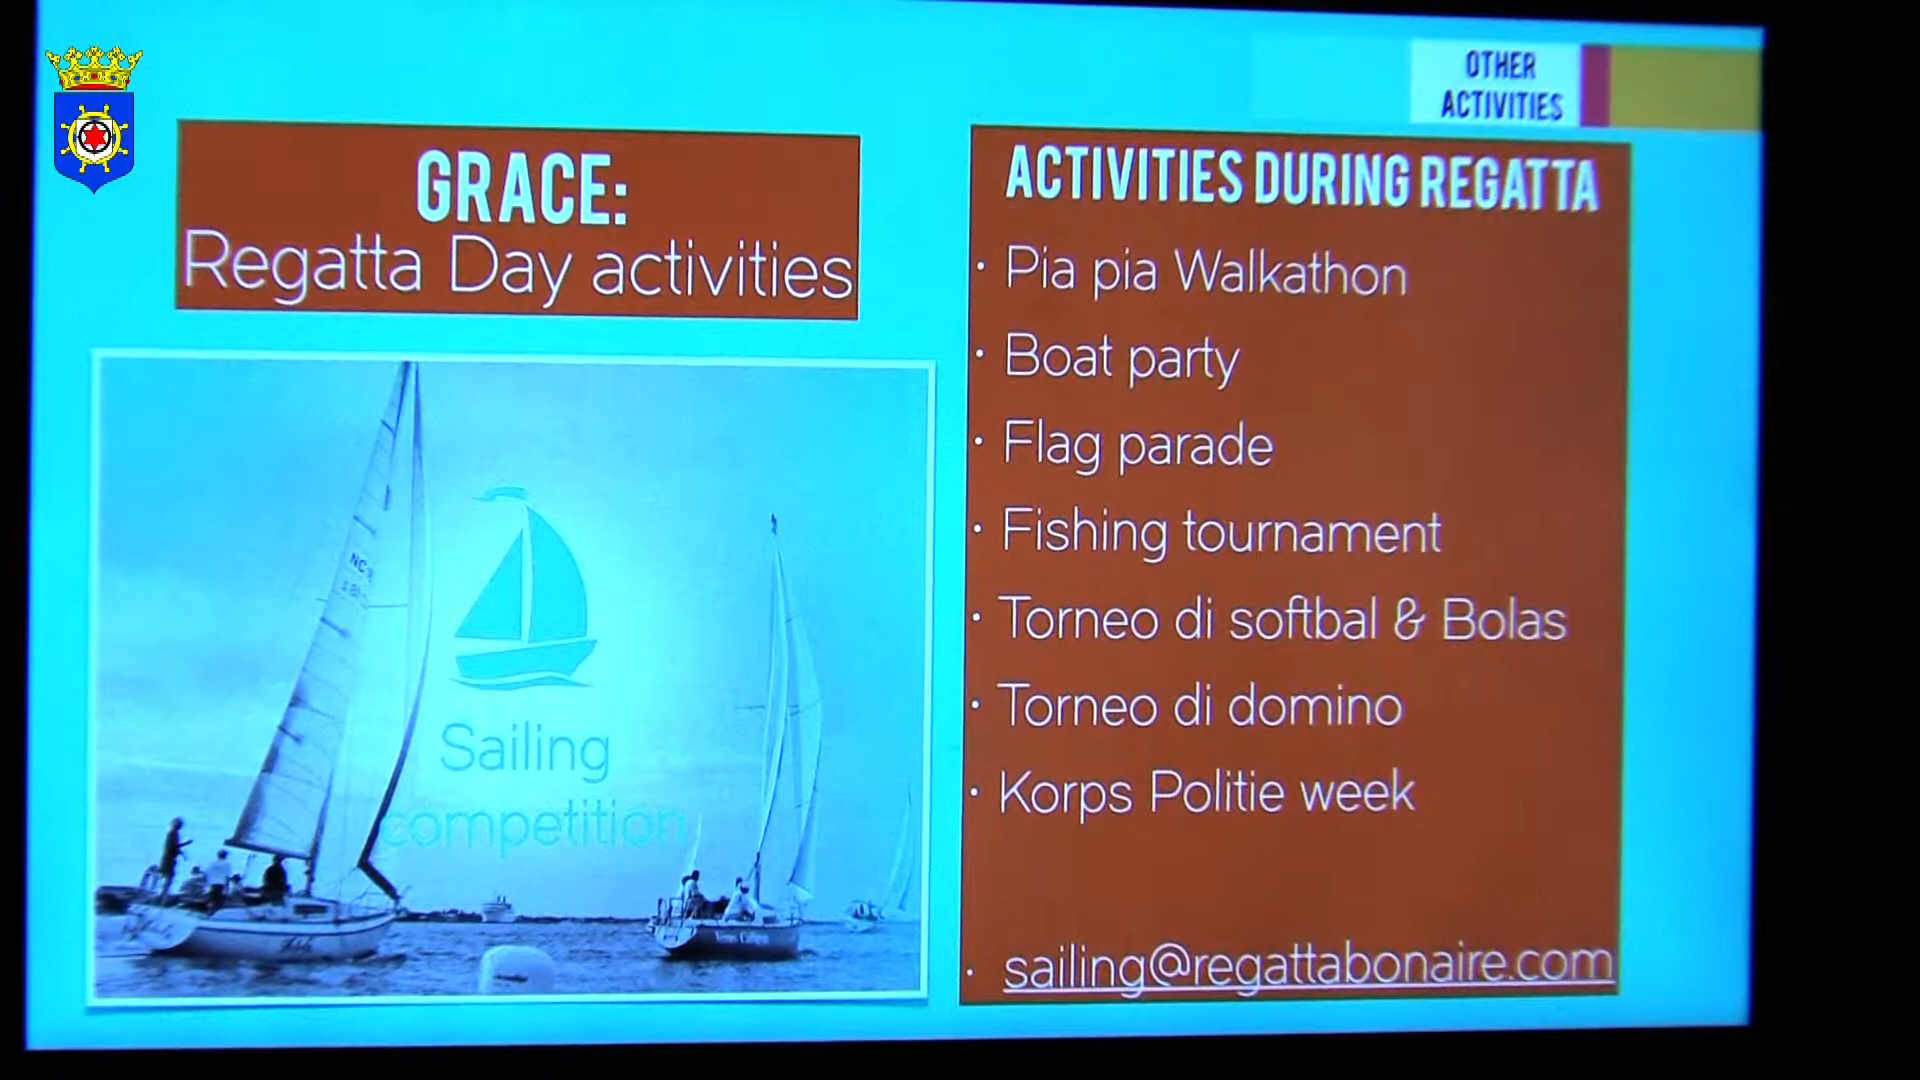 OTHER
ACTIVITIES
GRACE:
Regatta Day activities
Sailing
competition
ACTIVITIES DURING REGATTA
· Pia pia Walkathon
· Boat party
· Flag parade
· Fishing tournament
· Torneo di softbal & Bolas
· Torneo di domino
· Korps Politie week
· sailing@regattabonaire.com